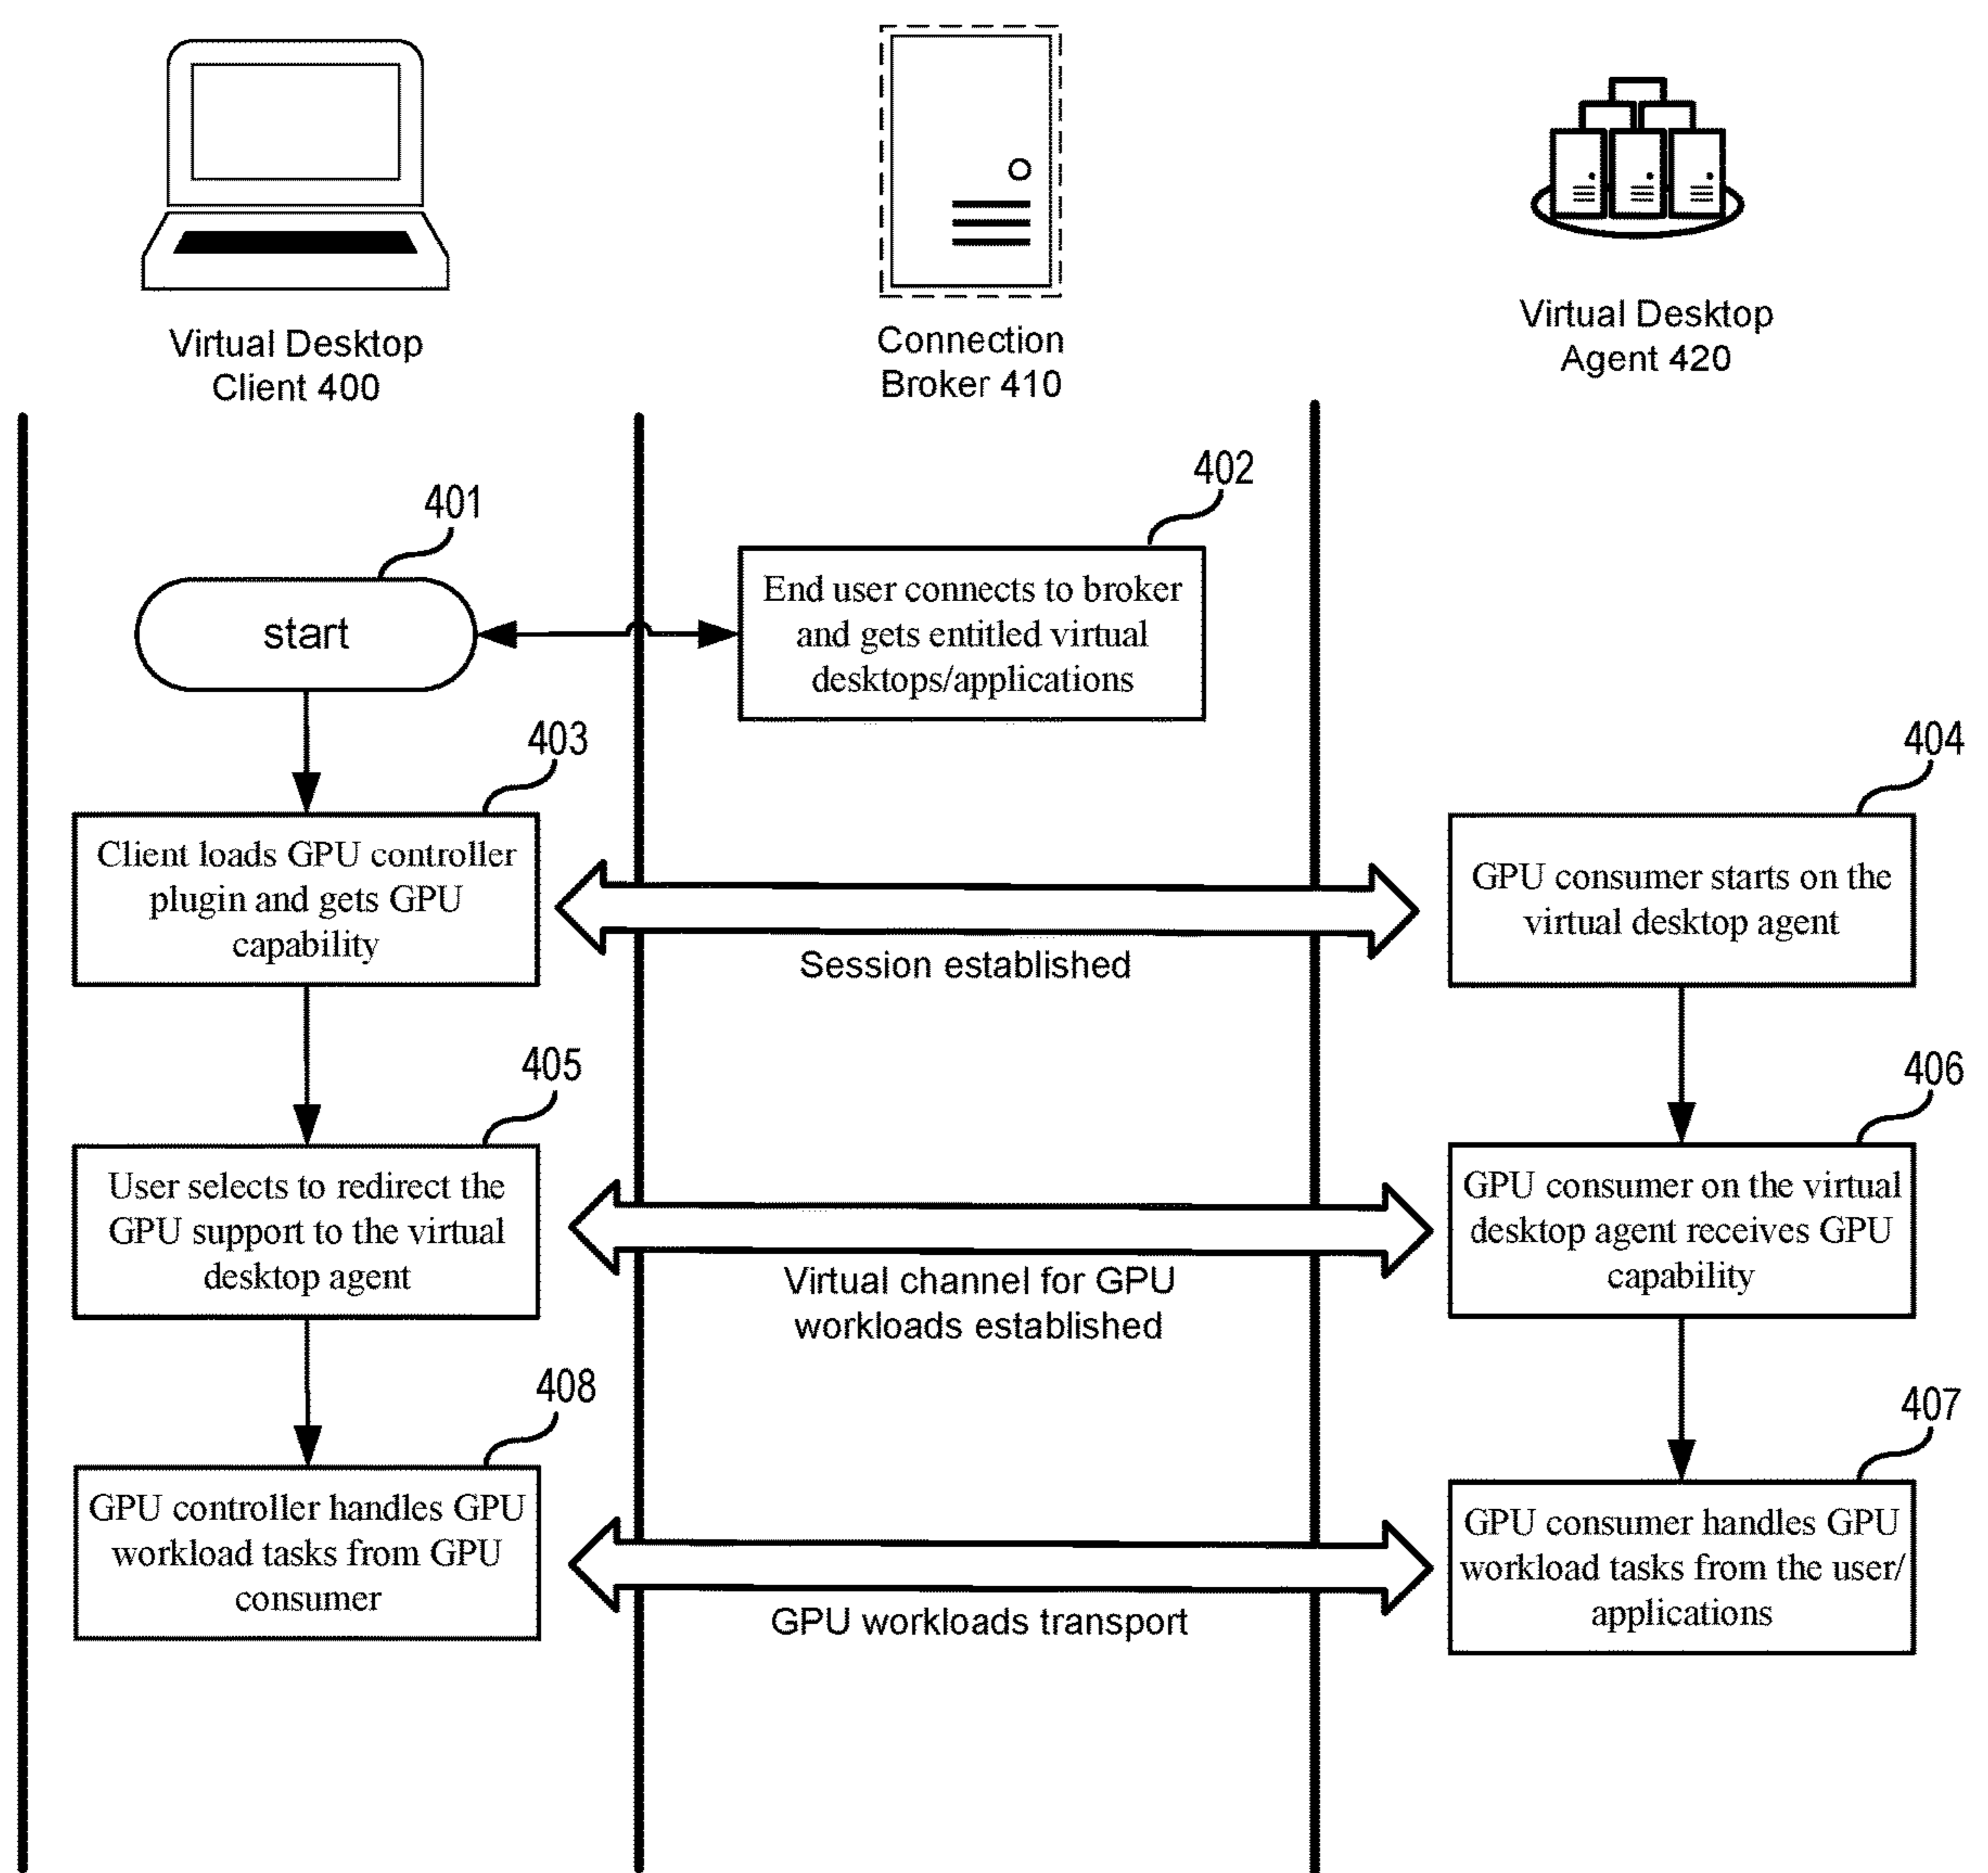 Virtual Desktop
Client 400
Connection
Broker 410
Virtual Desktop
Agent 420
401
start
402
End user connects to broker
and gets entitled virtual
desktops/applications
403
Client loads GPU controller
plugin and gets GPU
capability
Session established
404
GPU consumer starts on the
virtual desktop agent
405
User selects to redirect the
GPU support to the virtual
desktop agent
Virtual channel for GPU
workloads established
406
GPU consumer on the virtual
desktop agent receives GPU
capability
408
GPU controller handles GPU
workload tasks from GPU
consumer
GPU workloads transport
407
GPU consumer handles GPU
workload tasks from the user/
applications